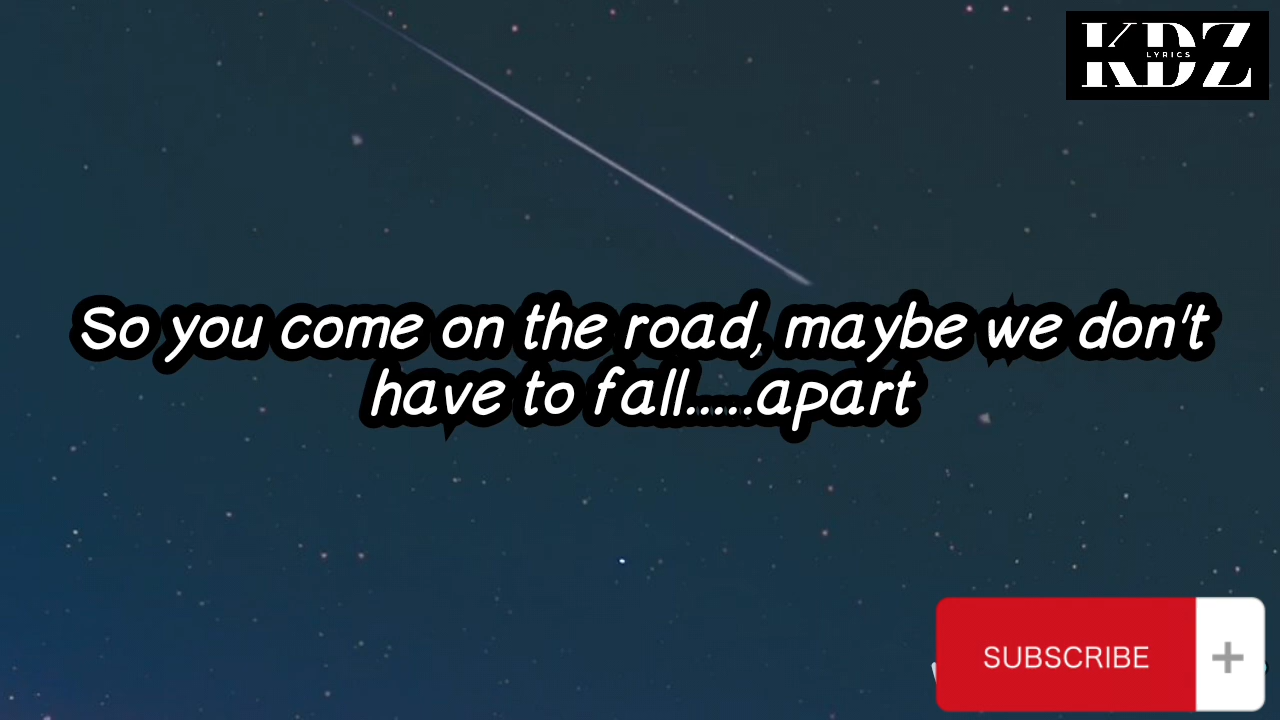 KDZ
LYRICS
So you come on the road, maybe we don't
have to fall.....apart
SUBSCRIBE
+